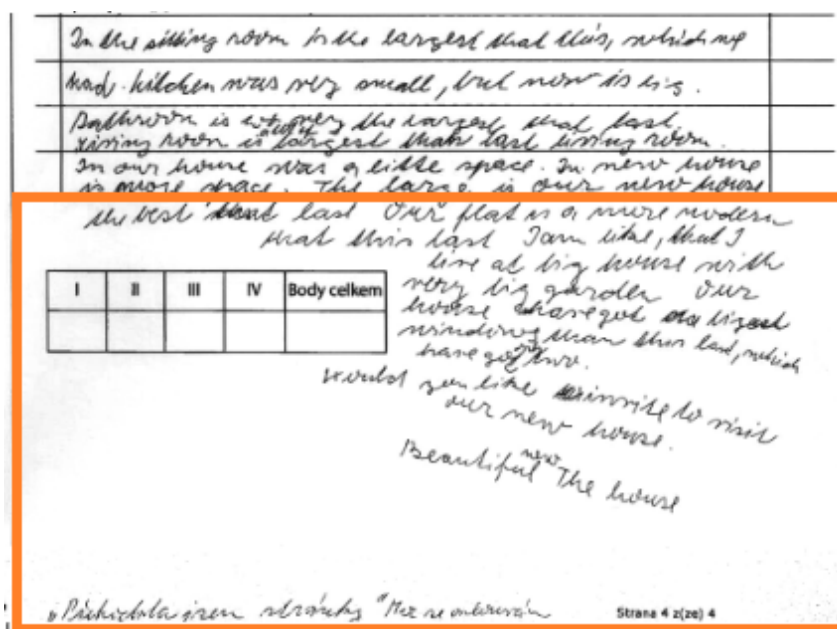 In the sitting room is the largest that this, which me
had. Kitchen was very small, but now is big.
Bathroom is very the largest that last
Living room is largest than last living room.
In our house was a little space. In new house
is more space. The large is our new house
the best that last Our flat is a more modern
that this last I am like, that I
live at big house with
very big garden Our
house have got bigest
windows than this last, which
have got two.
Would you like invite to visit
our new house.
Beautiful new The house
I II III IV Body celkem
strránky
Strana 4 z(ze) 4